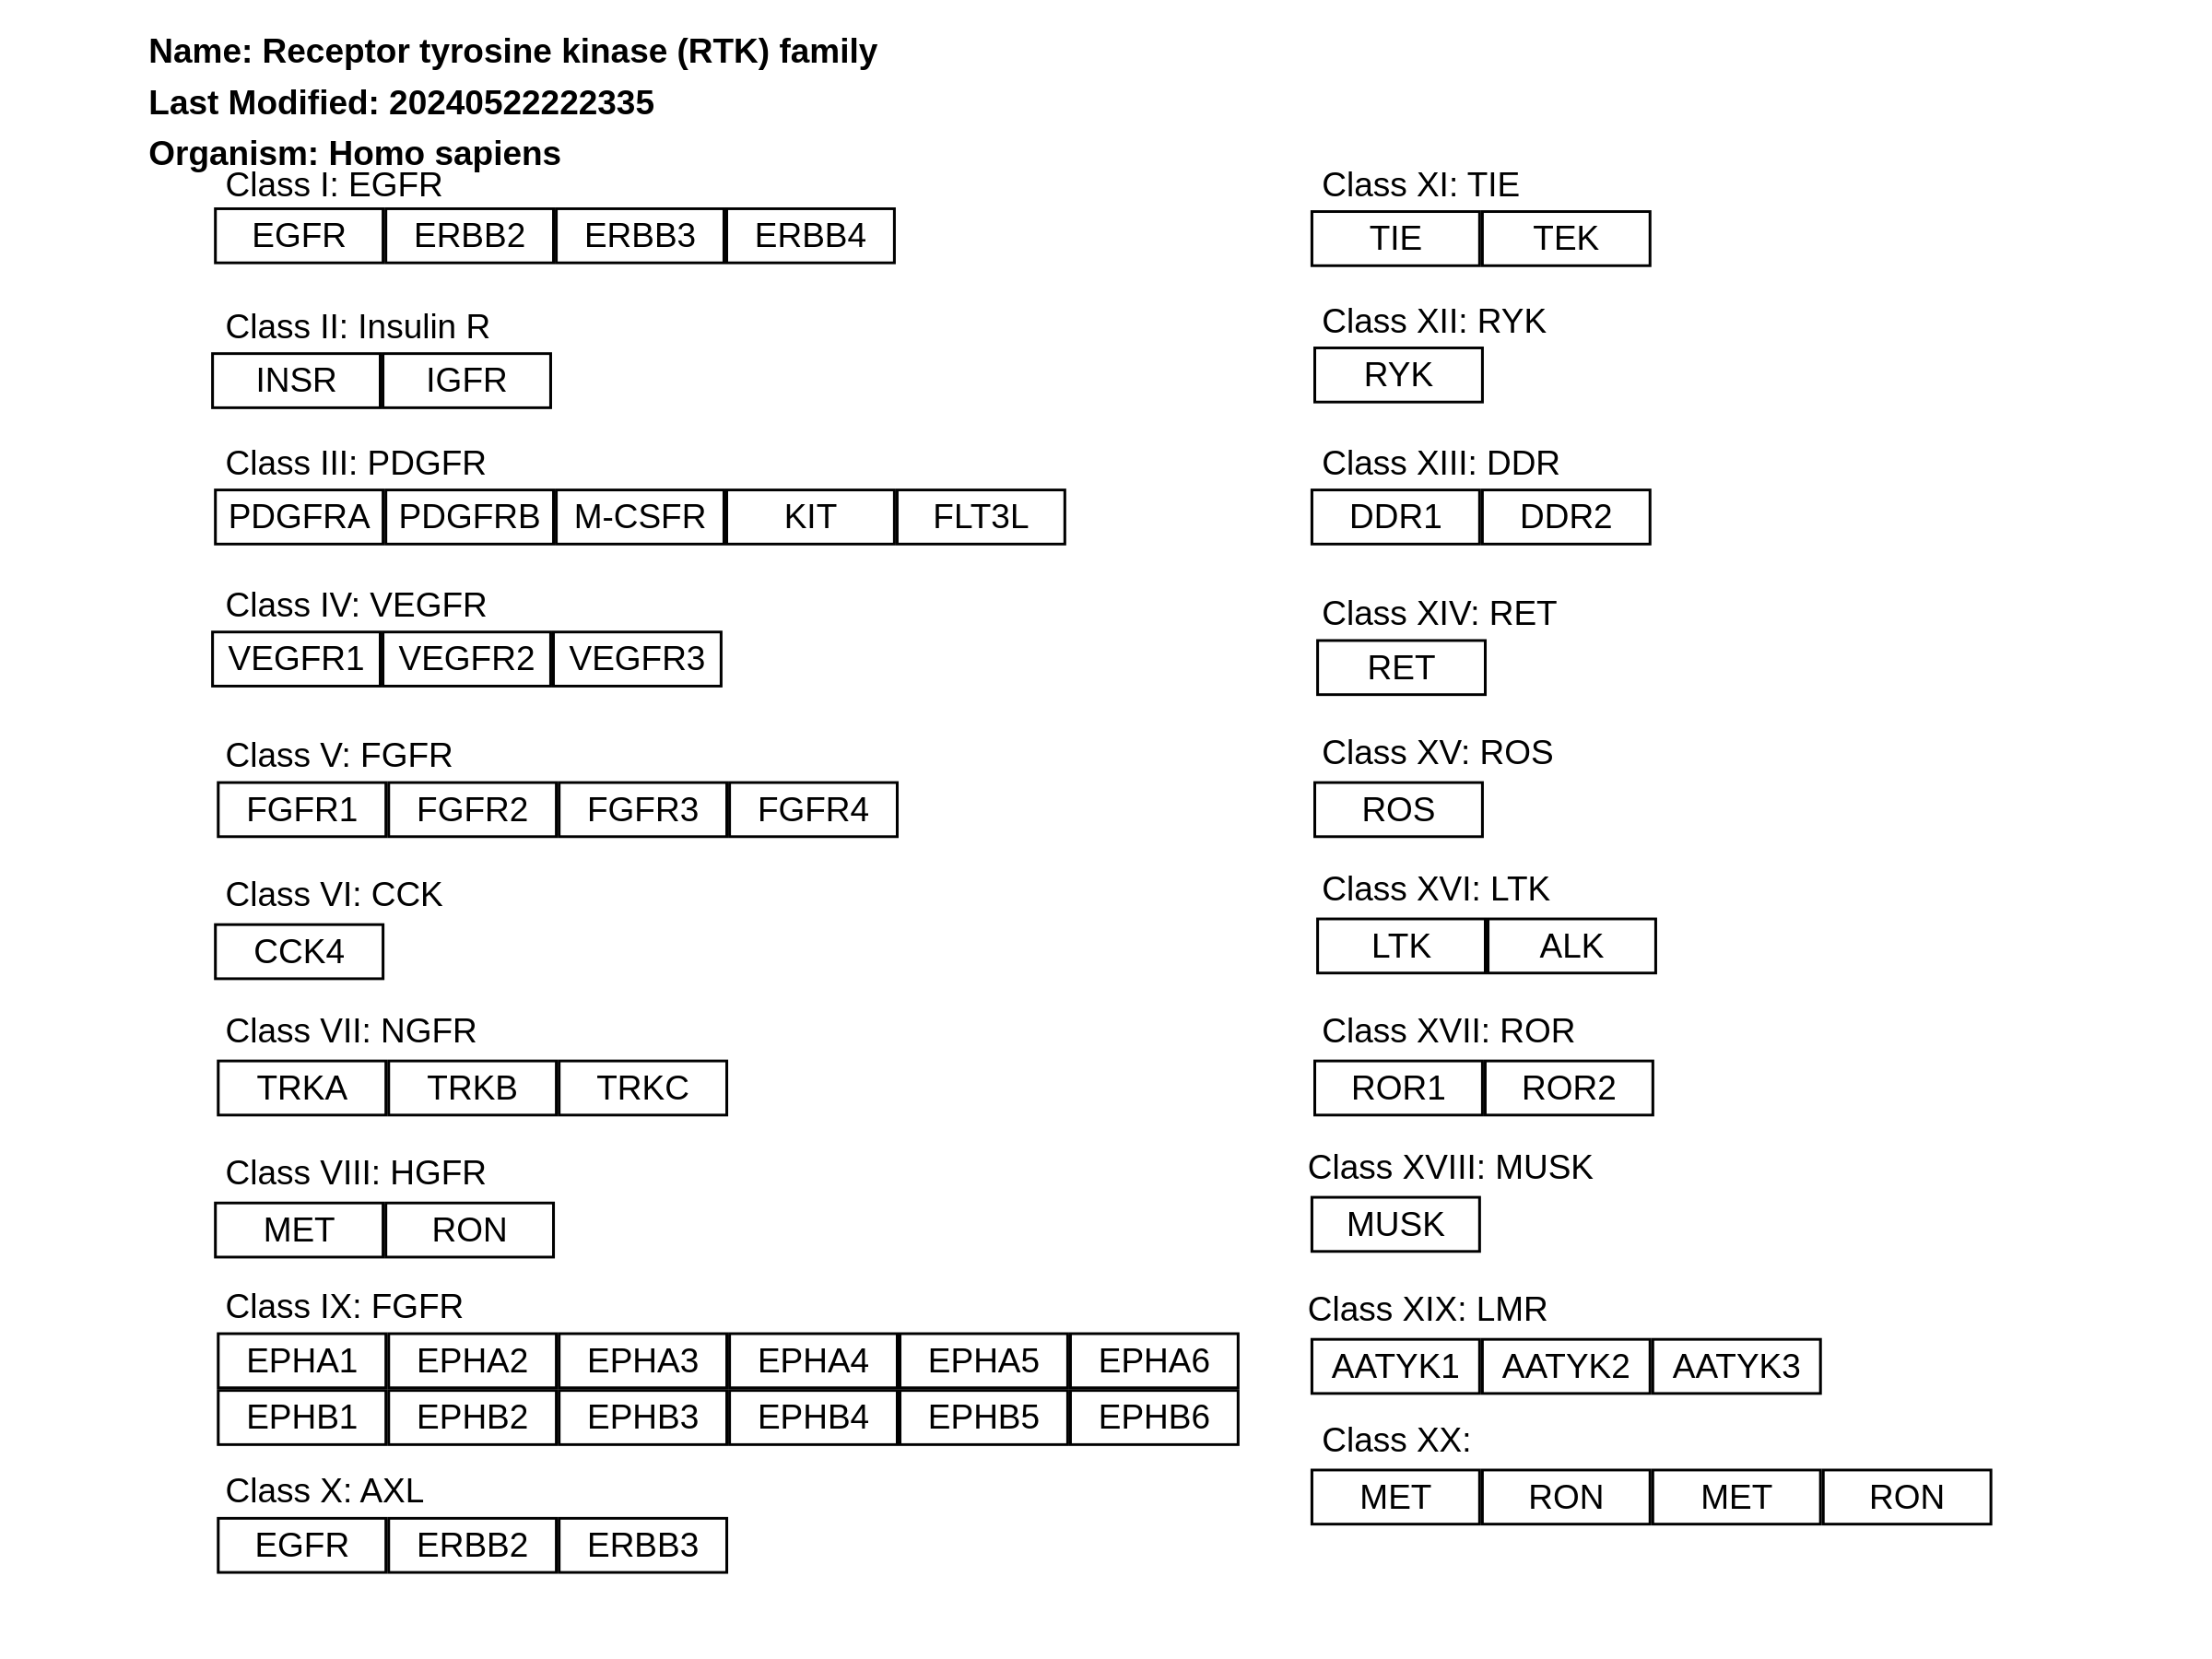 Name: Receptor tyrosine kinase (RTK) family
Last Modified: 20240522222335
Organism: Homo sapiens
Class I: EGFR
EGFR ERBB2 ERBB3 ERBB4
Class II: Insulin R
INSR IGFR
Class III: PDGFR
PDGFRA PDGFRB M-CSFR KIT FLT3L
Class IV: VEGFR
VEGFR1 VEGFR2 VEGFR3
Class V: FGFR
FGFR1 FGFR2 FGFR3 FGFR4
Class VI: CCK
CCK4
Class VII: NGFR
TRKA TRKB TRKC
Class VIII: HGFR
MET RON
Class IX: FGFR
EPHA1 EPHA2 EPHA3 EPHA4 EPHA5 EPHA6
EPHB1 EPHB2 EPHB3 EPHB4 EPHB5 EPHB6
Class X: AXL
EGFR ERBB2 ERBB3
Class XI: TIE
TIE TEK
Class XII: RYK
RYK
Class XIII: DDR
DDR1 DDR2
Class XIV: RET
RET
Class XV: ROS
ROS
Class XVI: LTK
LTK ALK
Class XVII: ROR
ROR1 ROR2
Class XVIII: MUSK
MUSK
Class XIX: LMR
AATYK1 AATYK2 AATYK3
Class XX:
MET RON MET RON